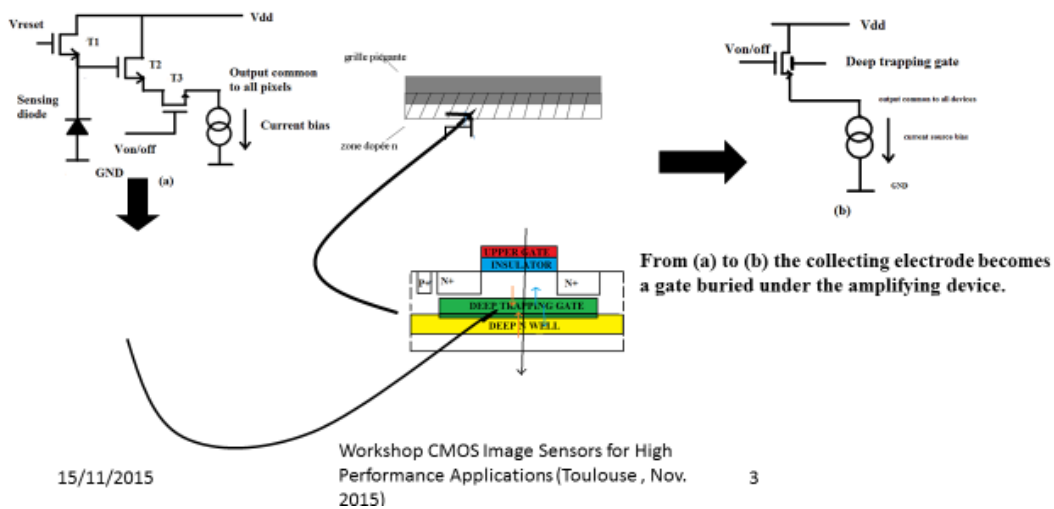 Vreset
T1
Vdd
T2
T3
Output common
to all pixels
Sensing
diode
Current bias
Von/off
GND
(a)
grille piégante
zone dopée n
Vdd
Von/off
Deep trapping gate
output common to all devices
current source bias
GND
(b)
UPPER GATE
INSULATOR
P+
N+
N+
DEEP TRAPPING GATE
DEEP N WELL
From (a) to (b) the collecting electrode becomes
a gate buried under the amplifying device.
15/11/2015
Workshop CMOS Image Sensors for High
Performance Applications (Toulouse , Nov.
2015)
3